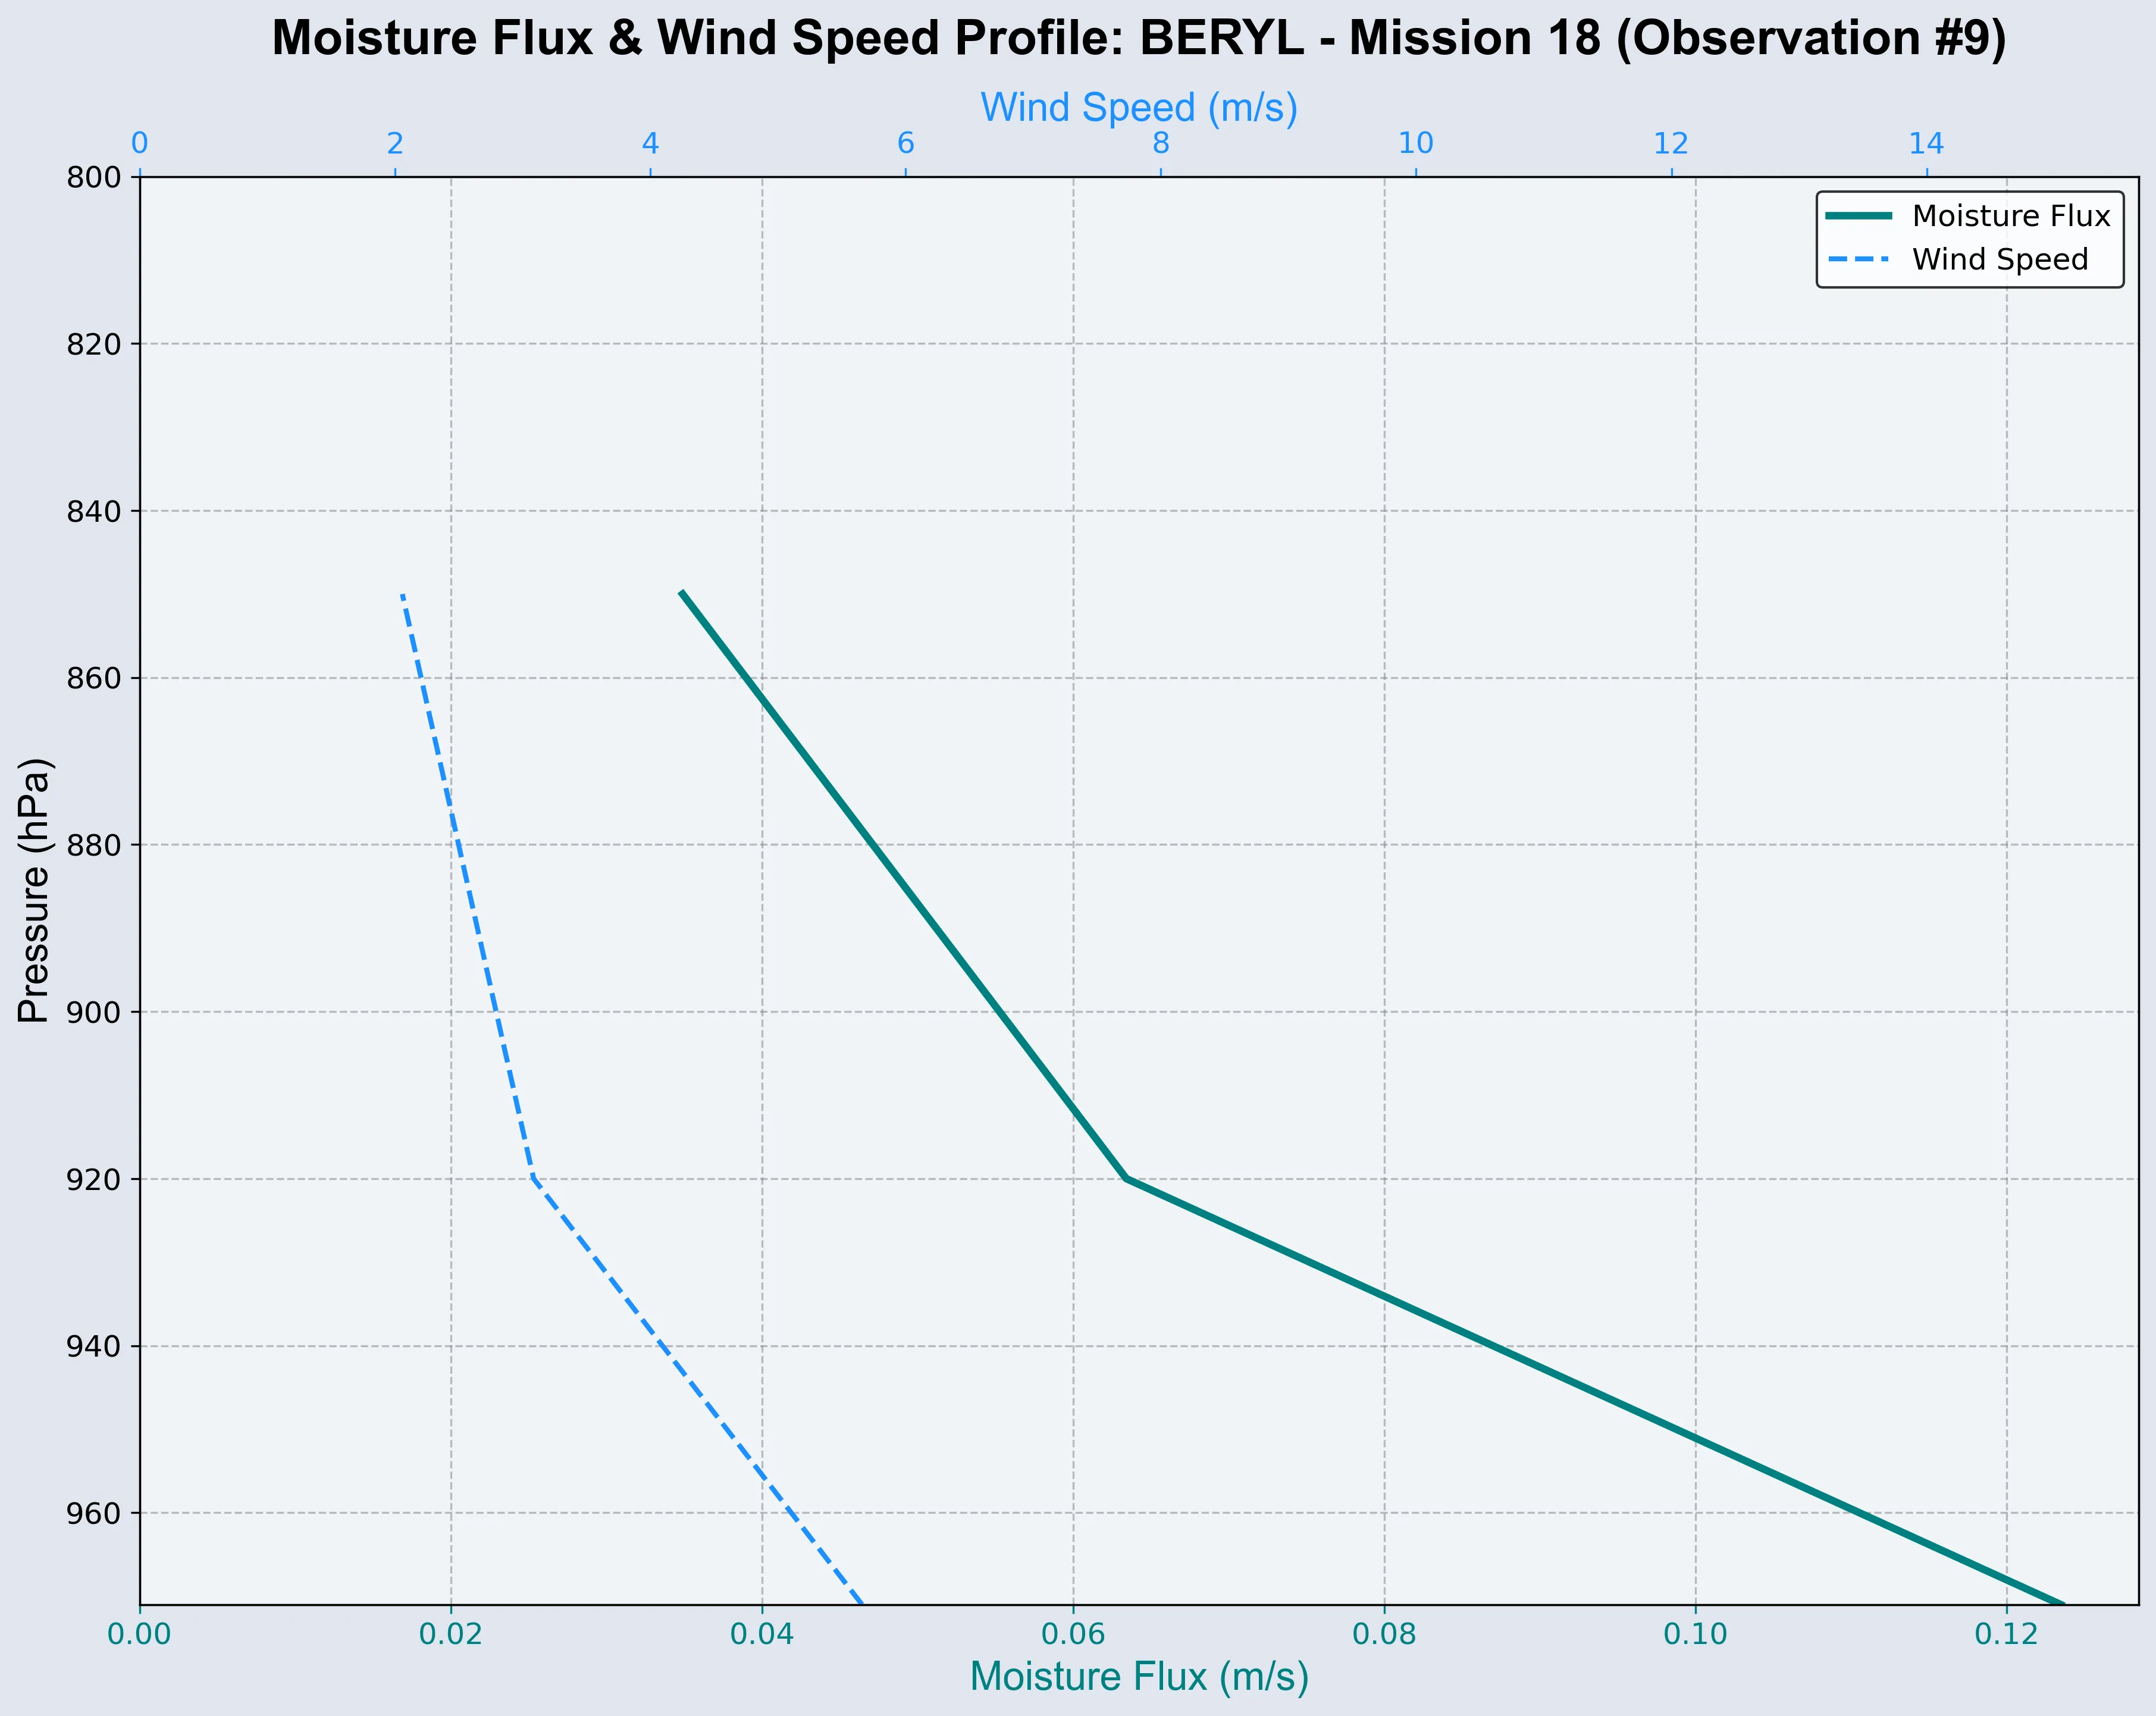 Moisture Flux & Wind Speed Profile: BERYL - Mission 18 (Observation #9)
Wind Speed (m/s)
0 2 4 6 8 10 12 14
Moisture Flux
Wind Speed
Pressure (hPa)
800
820
840
860
880
900
920
940
960
0.00 0.02 0.04 0.06 0.08 0.10 0.12
Moisture Flux (m/s)